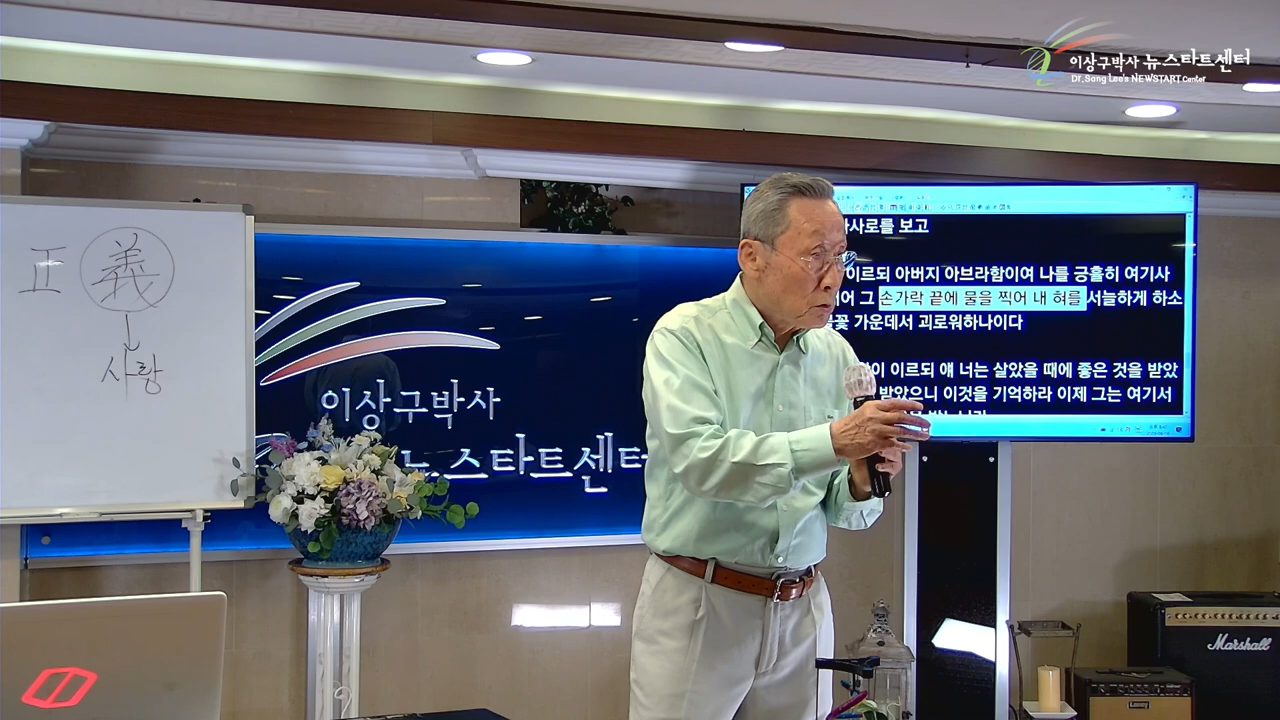 이상구박사 뉴스타트센터
Dr. Sang Lee's NEWSTART Center
正 義
사랑
이상구박사
뉴스타트센터
사로를 보고
이르되 아버지 아브라함이여 나를 긍휼히 여기사
어 그 손가락 끝에 물을 찍어 내 혀를 서늘하게 하소
꽃 가운데서 괴로워하나이다
이 이르되 얘 너는 살았을 때에 좋은 것을 받았
받았으니 이것을 기억하라 이제 그는 여기서
Marshall
Laney